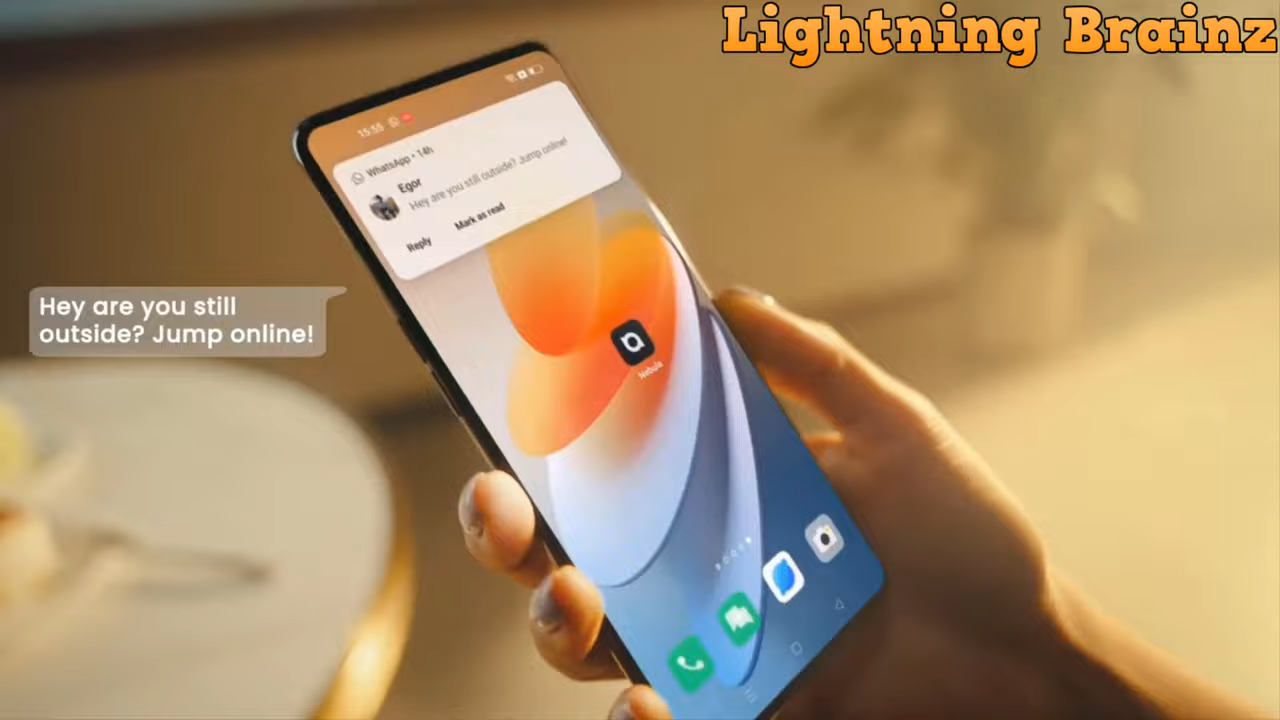 Lightning Brainz
15:55
WhatsApp • 14h
Egor
Hey are you still outside? Jump online!
Reply
Mark as read
Hey are you still
outside? Jump online!
Nebula